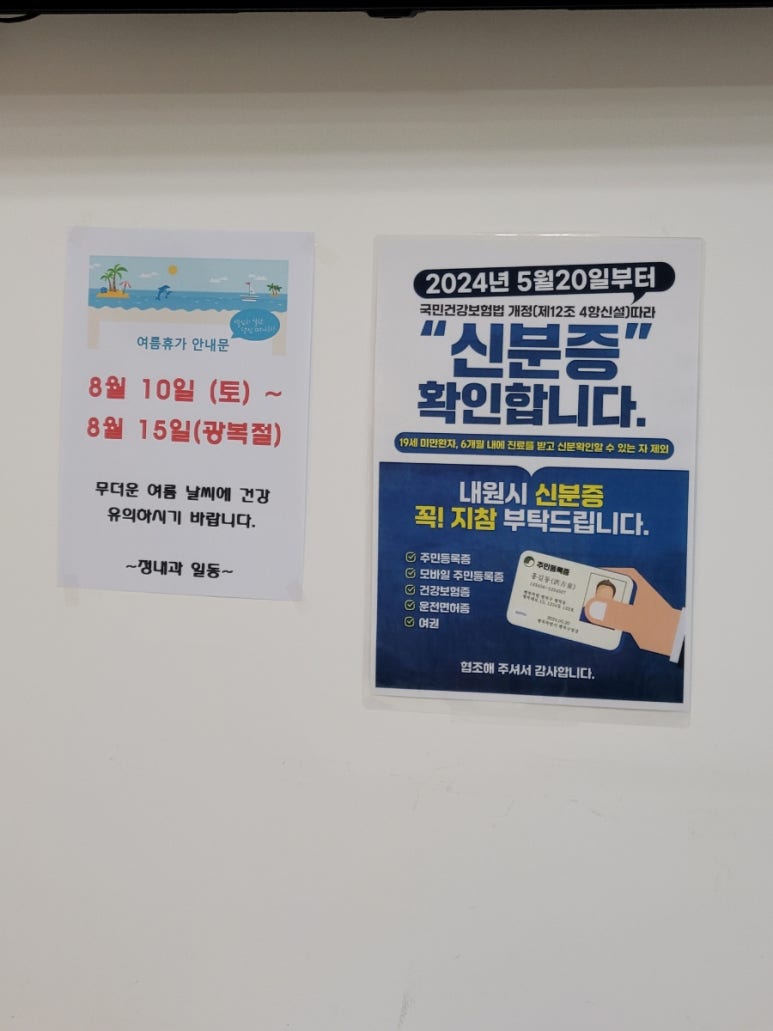 여름휴가 안내문
8월 10일 (토) ~
8월 15일(광복절)
무더운 여름 날씨에 건강
유의하시기 바랍니다.
~정내과 일동~
2024년 5월20일부터
국민건강보험법 개정(제12조 4항신설)따라
“신분증”
확인합니다.
19세 미만환자, 6개월 내에 진료를 받고 신분확인할 수 있는 자 제외
내원시 신분증
꼭! 지참 부탁드립니다.
주민등록증
모바일 주민등록증
건강보험증
운전면허증
여권
주민등록증
홍길동
협조해 주셔서 감사합니다.